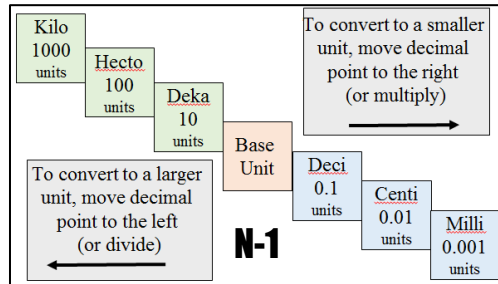 Kilo
1000
units
Hecto
100
units
Deka
10
units
Base
Unit
Deci
0.1
units
Centi
0.01
units
Milli
0.001
units
To convert to a smaller
unit, move decimal
point to the right
(or multiply)
To convert to a larger
unit, move decimal
point to the left
(or divide)
N-1